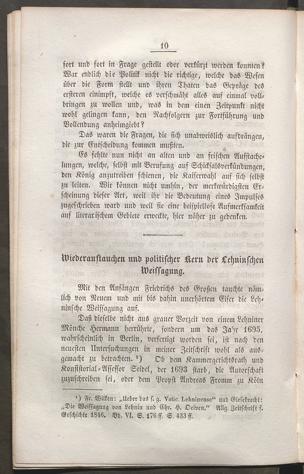 10
fort und fort in Frage gestellt oder verkürzt werden konnten?
War endlich die Politik nicht die richtige, welche das Wesen
über die Form stellt und ihren Thaten das Gepräge des
ersteren einimpft, welche es verschmäht alles auf einmal voll-
bringen zu wollen und, was in dem einen Zeitpunkt nicht
wohl gelingen kann, den Nachfolgern zur Fortführung und
Vollendung anheimgiebt?
Das waren die Fragen, die sich unabweislich aufdrängen,
die zur Entscheidung kommen mußten.
Es fehlte nun nicht an alten und an frischen Aufstache-
lungen, welche, selbst mit Berufung auf Schicksalsverkündungen,
den König anzutreiben schienen, die Kaiserwahl auf sich selbst
zu leiten. Wir können nicht umhin, der merkwürdigsten Er-
scheinung dieser Art, weil ihr die Bedeutung eines Impulses
zugeschrieben ward und weil sie eine beispiellose Aufmerksamkeit
auf literarischem Gebiete erweckte, hier näher zu gedenken.
Wiederauftauchen und politischer Kern der Lehninschen
Weissagung.
Mit den Anfängen Friedrichs des Großen tauchte näm-
lich von Neuem und mit bis dahin unerhörtem Eifer die Leh-
ninsche Weissagung auf.
Daß dieselbe nicht aus grauer Vorzeit von einem Lehniner
Mönche Hermann herrührte, sondern um das Jahr 1695,
wahrscheinlich in Berlin, verfertigt worden sei, ist nach den
neuesten Untersuchungen in meiner Zeitschrift wohl als aus-
gemacht zu betrachten. ¹) Ob dem Kammergerichtsrath und
Konsistorial-Assessor Seidel, der 1693 starb, die Autorschaft
zuzuschreiben sei, oder dem Propst Andreas Fromm zu Köln
¹) Fr. Wilken: „Ueber das s. g. Vatic. Lehninense" und Giesebrecht:
„Die Weissagung von Lehnin und Chr. H. Oelven." Allg. Zeitschrift f.
Geschichte 1846. Bd. VI. S. 176 ff. S. 433 ff.